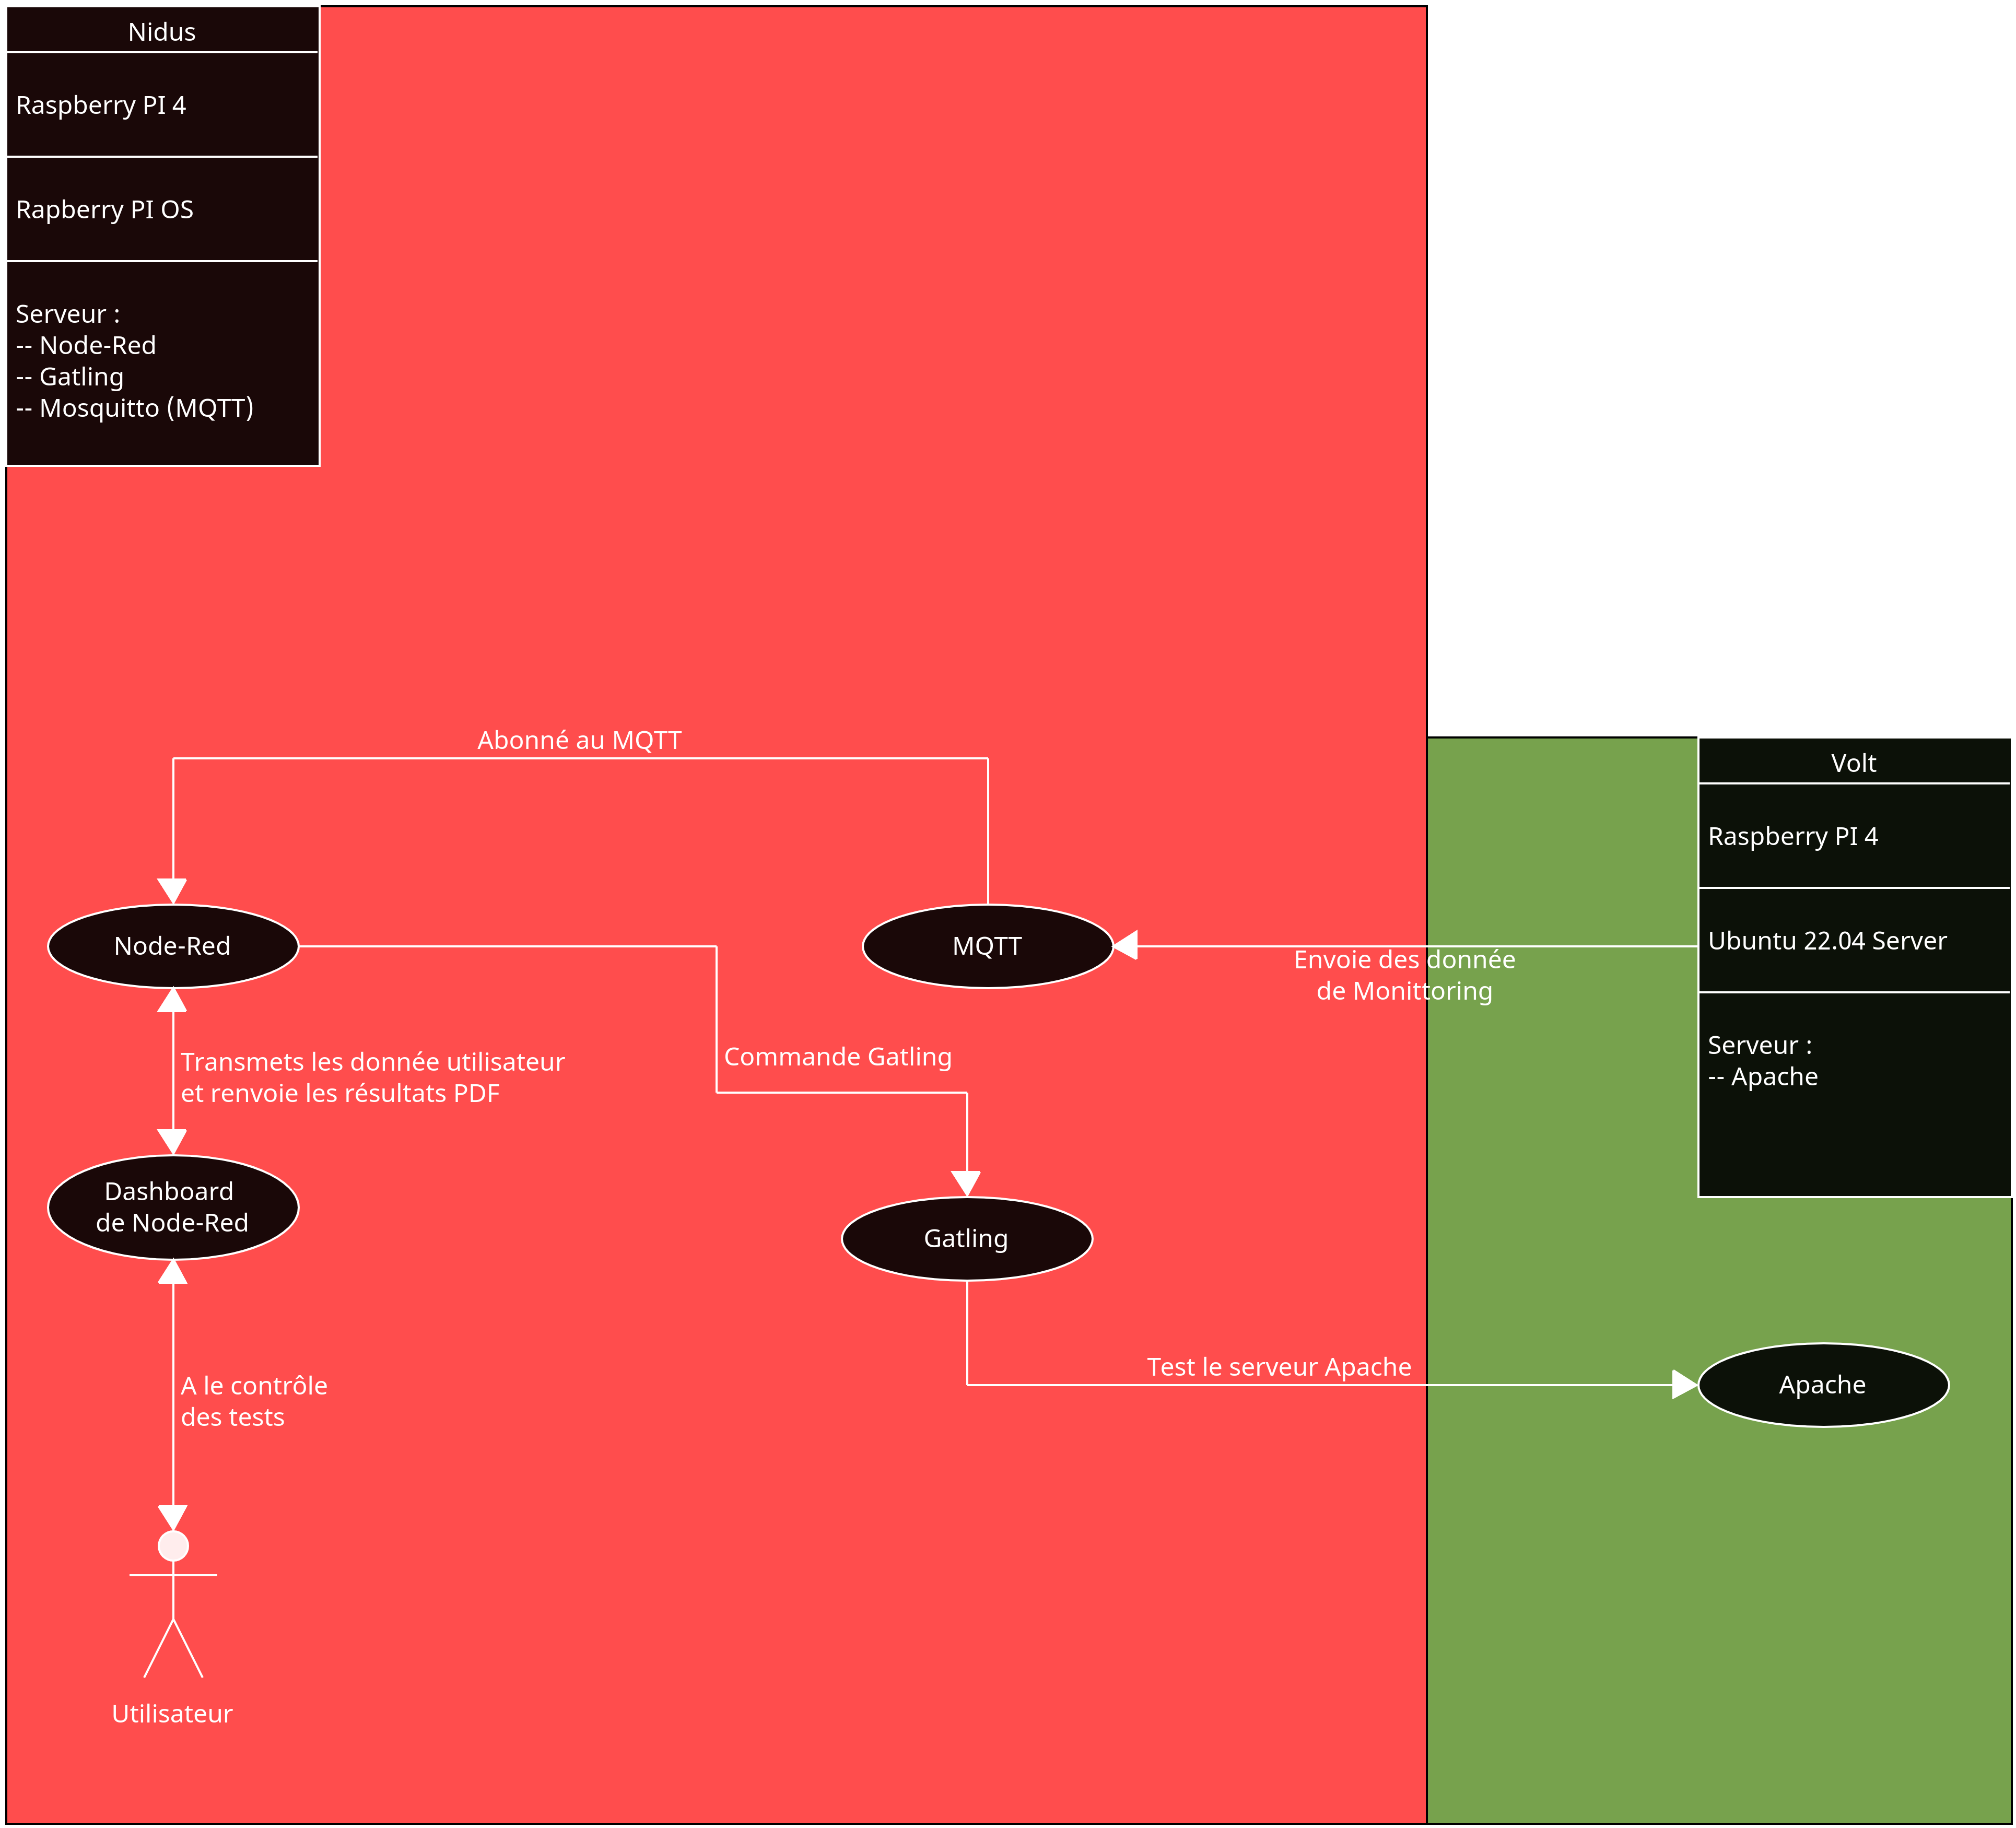 Nidus
Raspberry PI 4
Rapberry PI OS
Serveur :
-- Node-Red
-- Gatling
-- Mosquitto (MQTT)
Abonné au MQTT
Volt
Raspberry PI 4
Ubuntu 22.04 Server
Serveur :
-- Apache
Node-Red
MQTT
Envoie des donnée
de Monittoring
Commande Gatling
Transmets les donnée utilisateur
et renvoie les résultats PDF
Dashboard
de Node-Red
Gatling
Test le serveur Apache
Apache
A le contrôle
des tests
Utilisateur